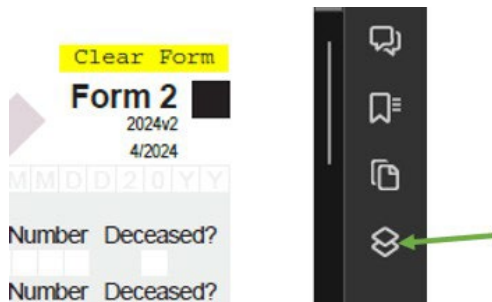 Clear Form
Form 2
2024v2
4/2024
MMDD20YY
Number Deceased?
Number Deceased?